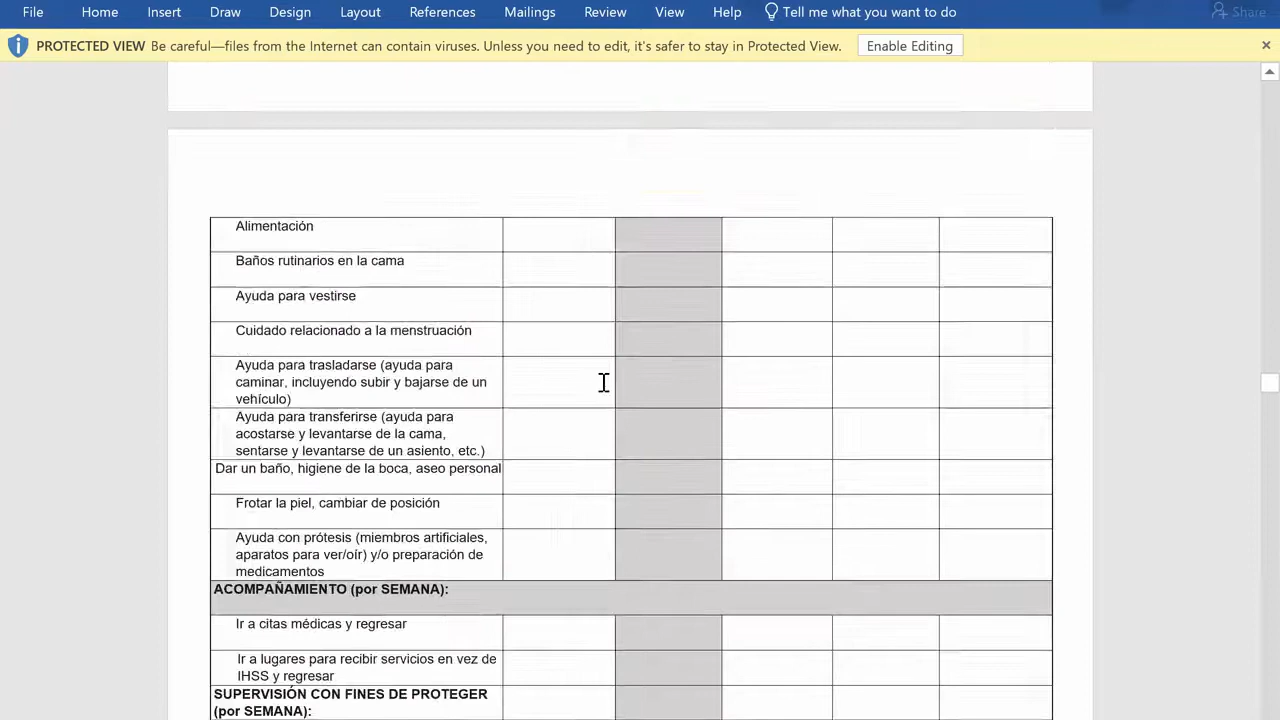 File Home Insert Draw Design Layout References Mailings Review View Help Tell me what you want to do Share
PROTECTED VIEW Be careful—files from the Internet can contain viruses. Unless you need to edit, it's safer to stay in Protected View. Enable Editing
Alimentación
Baños rutinarios en la cama
Ayuda para vestirse
Cuidado relacionado a la menstruación
Ayuda para trasladarse (ayuda para
caminar, incluyendo subir y bajarse de un
vehículo)
Ayuda para transferirse (ayuda para
acostarse y levantarse de la cama,
sentarse y levantarse de un asiento, etc.)
Dar un baño, higiene de la boca, aseo personal
Frotar la piel, cambiar de posición
Ayuda con prótesis (miembros artificiales,
aparatos para ver/oír) y/o preparación de
medicamentos
ACOMPAÑAMIENTO (por SEMANA):
Ir a citas médicas y regresar
Ir a lugares para recibir servicios en vez de
IHSS y regresar
SUPERVISIÓN CON FINES DE PROTEGER
(por SEMANA):